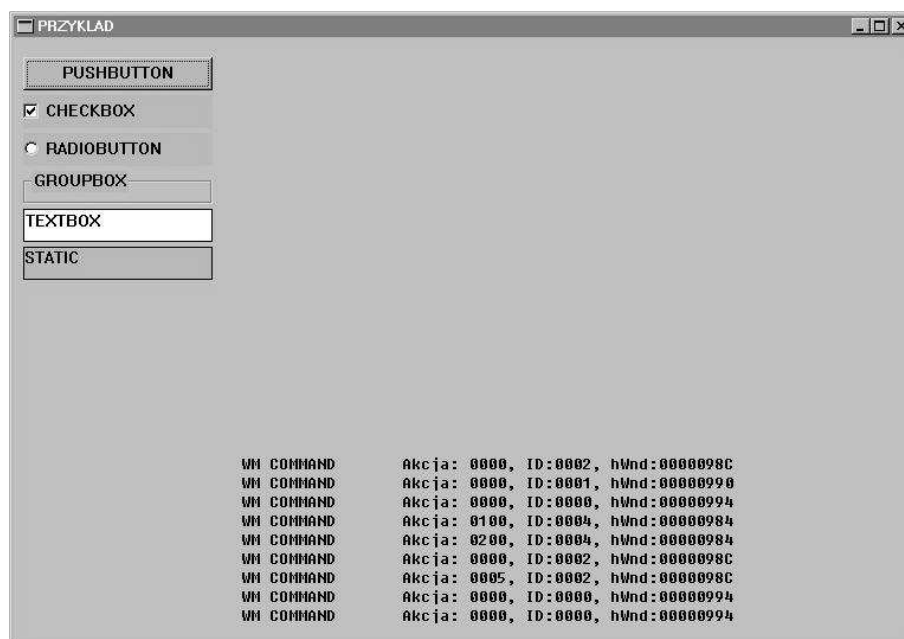 PRZYKLAD
PUSHBUTTON
CHECKBOX
RADIOBUTTON
GROUPBOX
TEXTBOX
STATIC
WM COMMAND Akcja: 0000, ID:0002, hWnd:0000098C
WM COMMAND Akcja: 0000, ID:0001, hWnd:00000990
WM COMMAND Akcja: 0000, ID:0000, hWnd:00000994
WM COMMAND Akcja: 0100, ID:0004, hWnd:00000984
WM COMMAND Akcja: 0200, ID:0004, hWnd:00000984
WM COMMAND Akcja: 0000, ID:0002, hWnd:0000098C
WM COMMAND Akcja: 0005, ID:0002, hWnd:0000098C
WM COMMAND Akcja: 0000, ID:0000, hWnd:00000994
WM COMMAND Akcja: 0000, ID:0000, hWnd:00000994